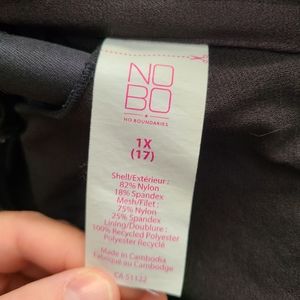 NO
BO
NO BOUNDARIES
1X
(17)
Shell/Extérieur:
82% Nylon
18% Spandex
Mesh/Filet:
75% Nylon
25% Spandex
Lining/Doublure:
100% Recycled Polyester
Polyester Recyclé
Made in Cambodia
Fabriqué au Cambodge
CA 51122